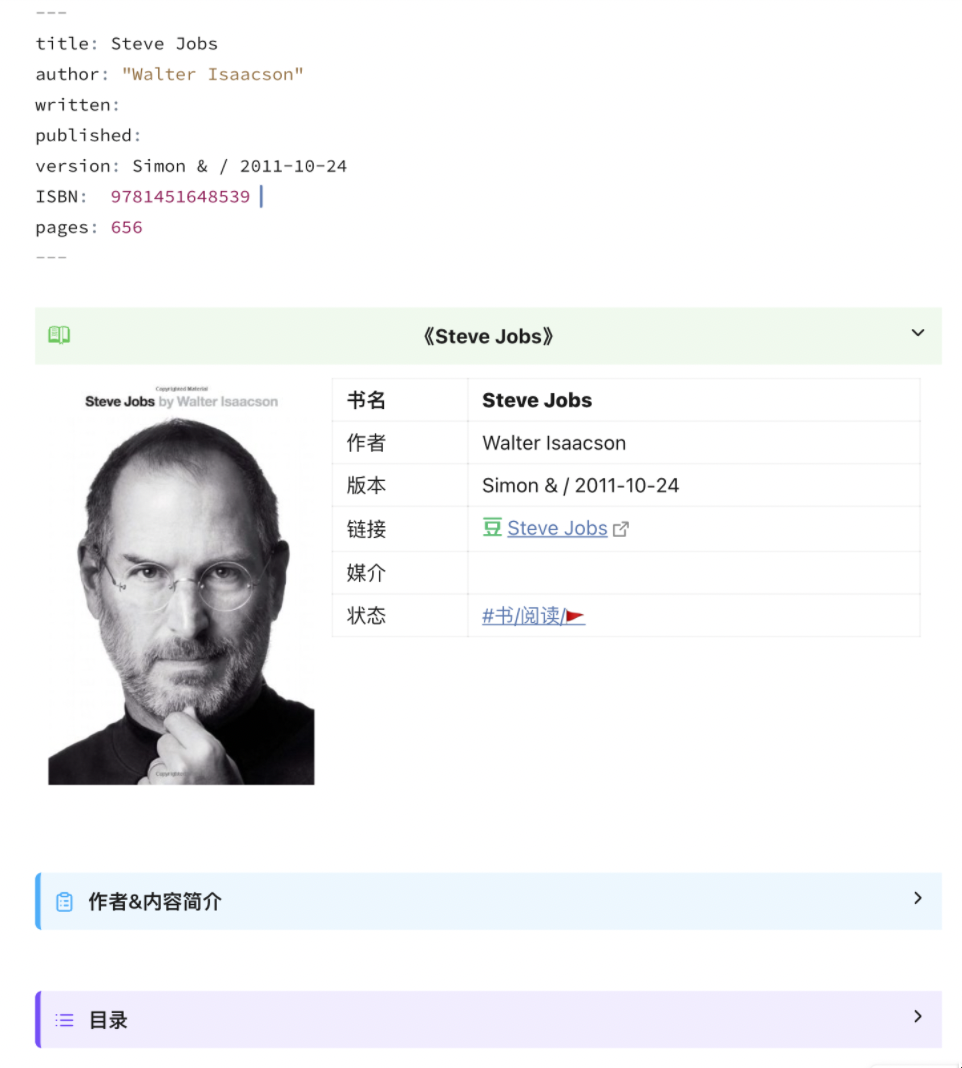 ---
title: Steve Jobs
author: "Walter Isaacson"
written:
published:
version: Simon & / 2011-10-24
ISBN: 9781451648539
pages: 656
---
《Steve Jobs》
Copyrighted Material
Steve Jobs by Walter Isaacson
书名 Steve Jobs
作者 Walter Isaacson
版本 Simon & / 2011-10-24
链接 豆 Steve Jobs
媒介
状态 #书/阅读/🚩
作者&内容简介
目录